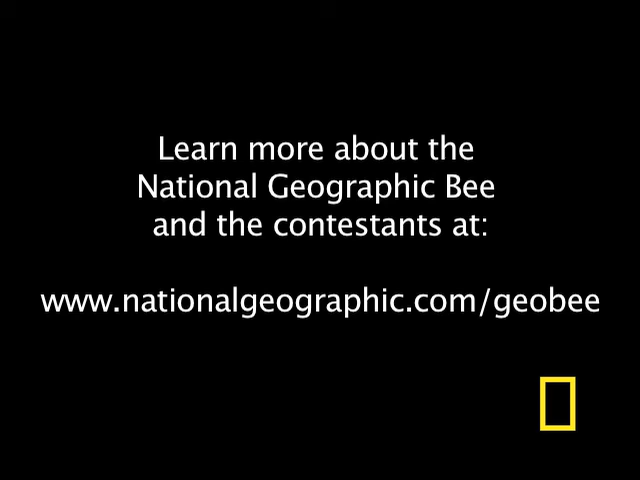 Learn more about the
National Geographic Bee
and the contestants at:
www.nationalgeographic.com/geobee